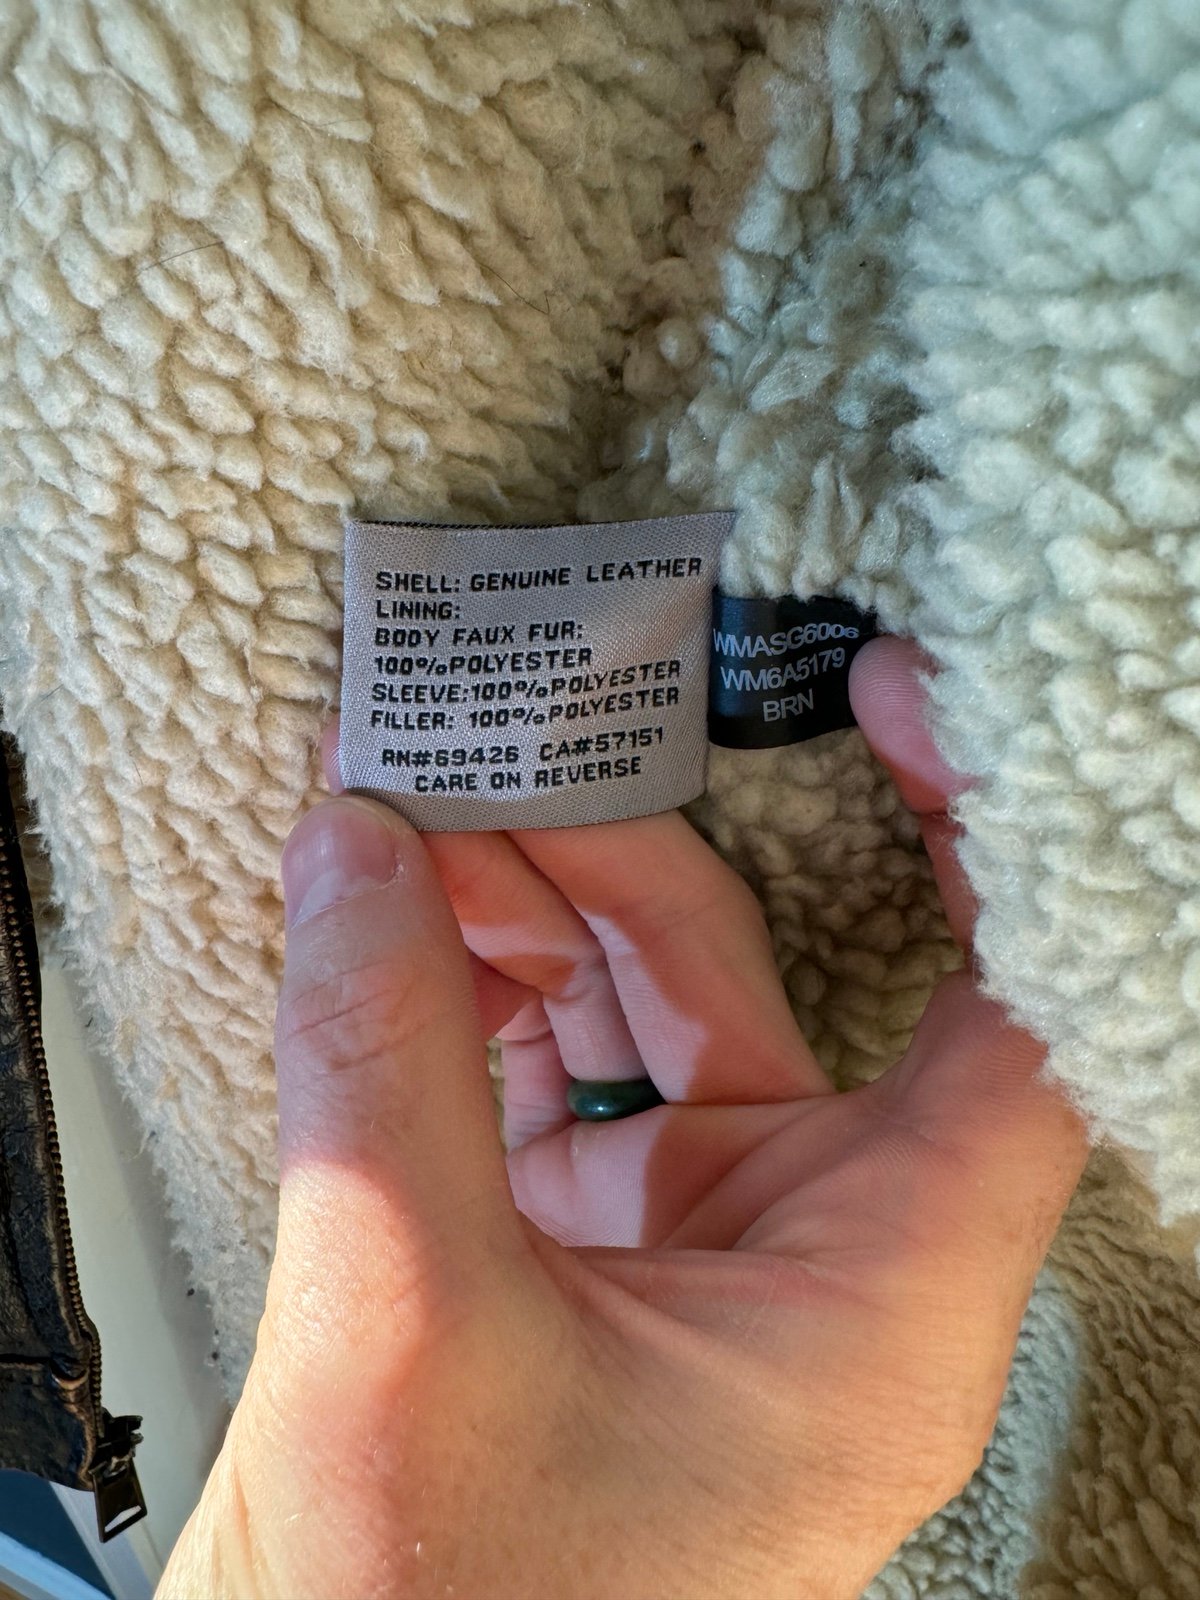 SHELL: GENUINE LEATHER
LINING:
BODY FAUX FUR:
100%POLYESTER
SLEEVE:100%POLYESTER
FILLER: 100%POLYESTER
RN#69426 CA#57151
CARE ON REVERSE
WMASG6006
WM6A5179
BRN